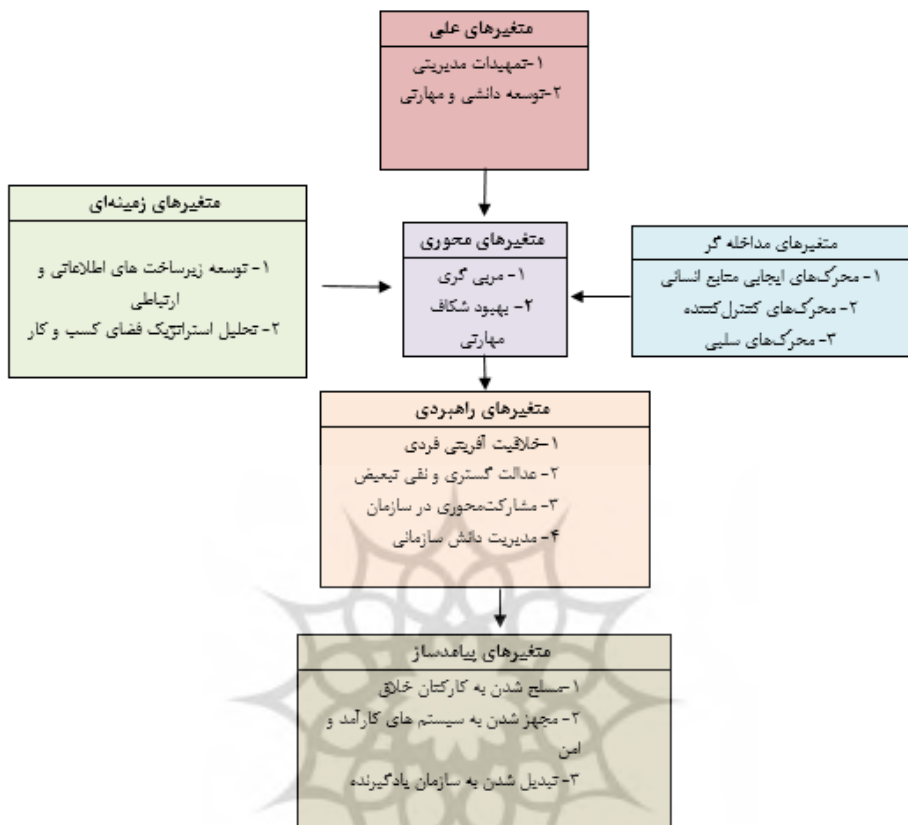 متغیرهای علی
۱-تمهیدات مدیریتی
۲-توسعه دانشی و مهارتی
متغیرهای زمینه‌ای
۱- توسعه زیرساخت های اطلاعاتی و
ارتباطی
۲- تحلیل استراتژیک فضای کسب و کار
متغیرهای محوری
۱- مربی گری
۲- بهبود شکاف
مهارتی
متغیرهای مداخله گر
۱- محرک‌های ایجابی منابع انسانی
۲- محرک‌های کنترل‌کننده
۳- محرک‌های سلبی
متغیرهای راهبردی
۱-خلاقیت آفرینی فردی
۲- عدالت گستری و نفی تبعیض
۳- مشارکت‌محوری در سازمان
۴- مدیریت دانش سازمانی
متغیرهای پیامدساز
۱-مسلح شدن به کارکنان خلاق
۲- مجهز شدن به سیستم های کارآمد و
امن
۳- تبدیل شدن به سازمان یادگیرنده